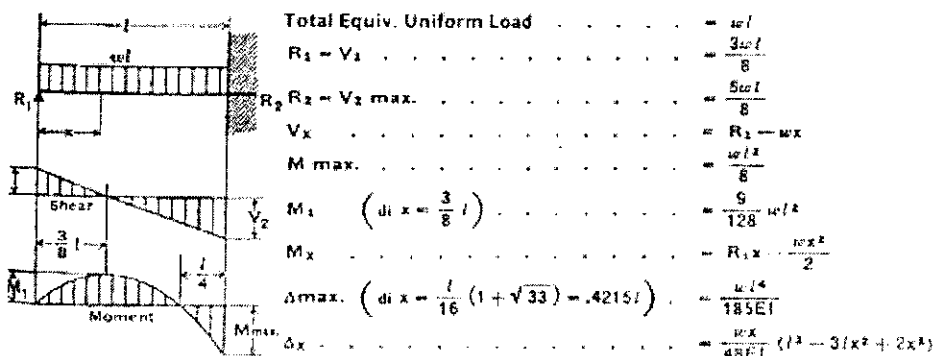 l
Total Equiv. Uniform Load . . . . . = wl
wl
R₁ = V₁ . . . . . . . . = 3wl/8
R₁
R₂
R₂ = V₂ max. . . . . . . . = 5wl/8
x
Vₓ . . . . . . . . = R₁ − wx
M max. . . . . . . . = wl²/8
Shear
V₂
M₁ (di x = 3/8 l) . . . . . . = 9/128 wl²
3/8 l
l/4
Mₓ . . . . . . . . = R₁x − wx²/2
M₁
Moment
M max.
Δmax. (di x = l/16 (1 + √33) = .4215l) . = wl⁴/185EI
Δx . . . . . . . . = wx/48EI (l³ − 3lx² + 2x³)